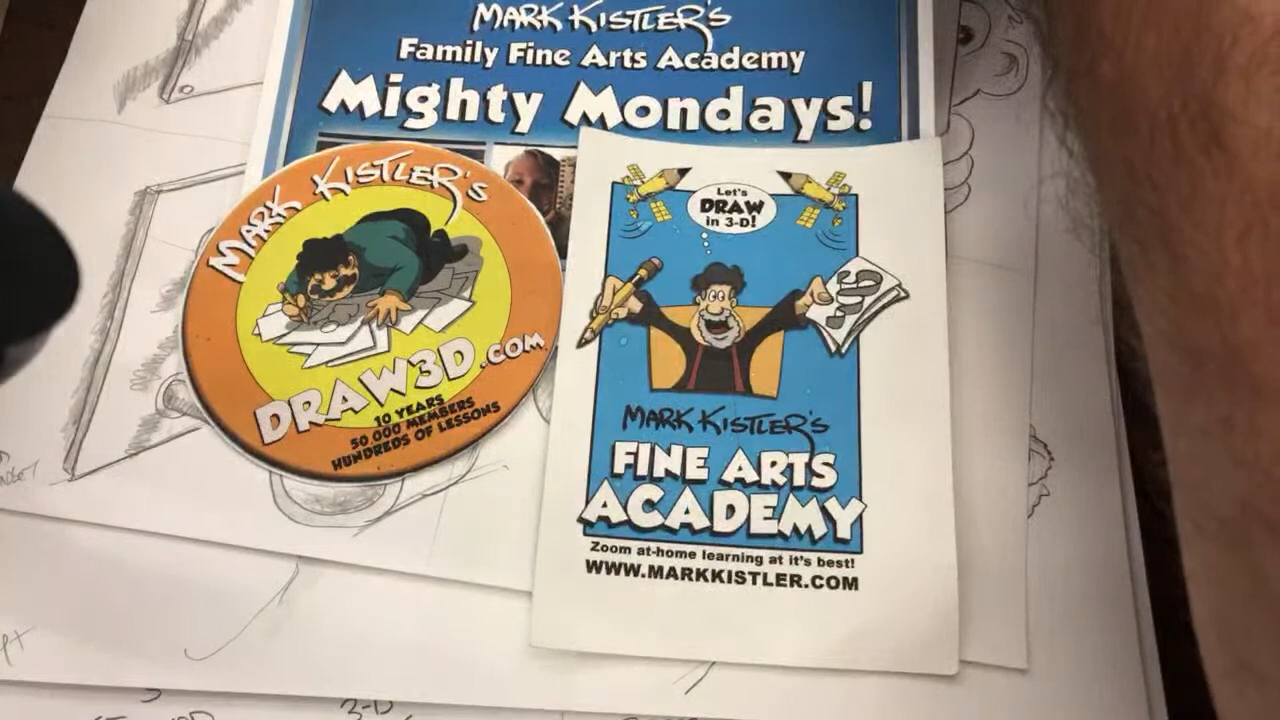 MARK KISTLER'S
Family Fine Arts Academy
Mighty Mondays!
MARK KISTLER'S
DRAW3D.COM
10 YEARS
50,000 MEMBERS
HUNDREDS OF LESSONS
Let's
DRAW
in 3-D!
MARK KISTLER'S
FINE ARTS
ACADEMY
Zoom at-home learning at it's best!
WWW.MARKKISTLER.COM
3-D